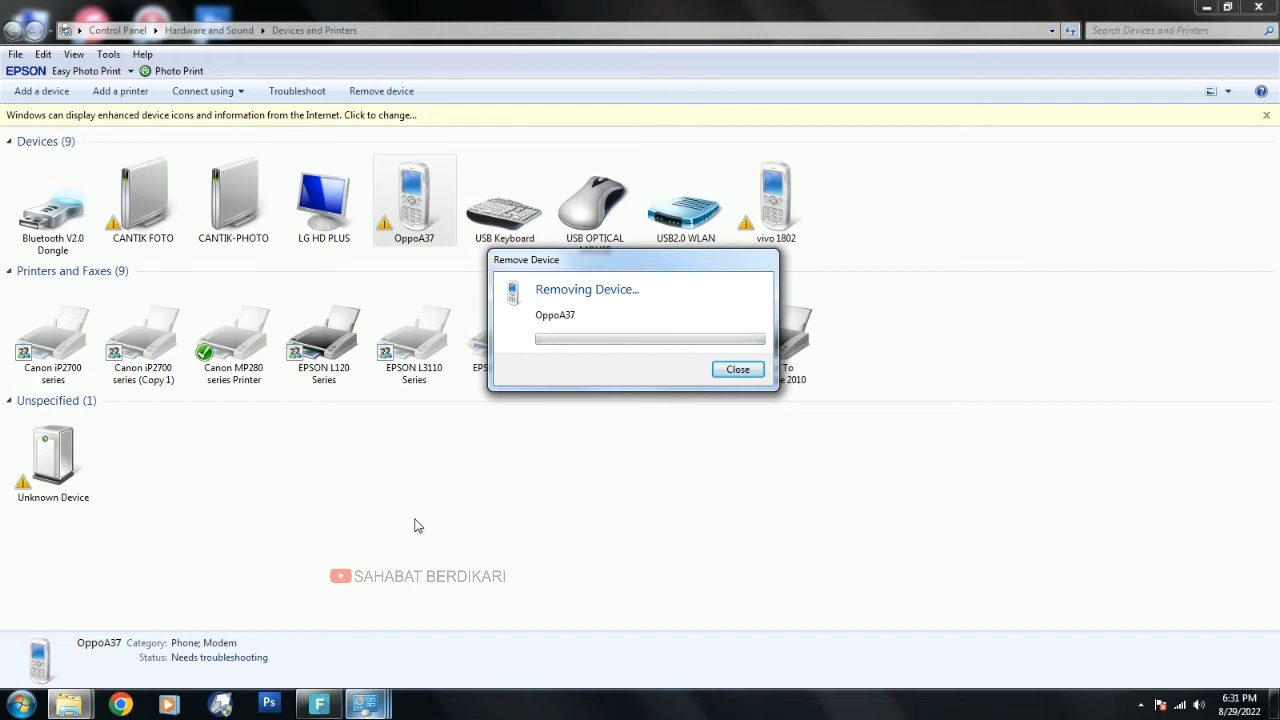 Control Panel Hardware and Sound Devices and Printers
Search Devices and Printers
File Edit View Tools Help
EPSON Easy Photo Print Photo Print
Add a device Add a printer Connect using Troubleshoot Remove device
Windows can display enhanced device icons and information from the Internet. Click to change...
Devices (9)
Bluetooth V2.0 Dongle
CANTIK FOTO
CANTIK-PHOTO
LG HD PLUS
OppoA37
USB Keyboard
USB OPTICAL MOUSE
USB2.0 WLAN
vivo 1802
Remove Device
Removing Device...
OppoA37
Close
Printers and Faxes (9)
Canon iP2700 series
Canon iP2700 series (Copy 1)
Canon MP280 series Printer
EPSON L120 Series
EPSON L3110 Series
To
2010
Unspecified (1)
Unknown Device
SAHABAT BERDIKARI
OppoA37 Category: Phone; Modem
Status: Needs troubleshooting
Ps
F
6:31 PM
8/29/2022